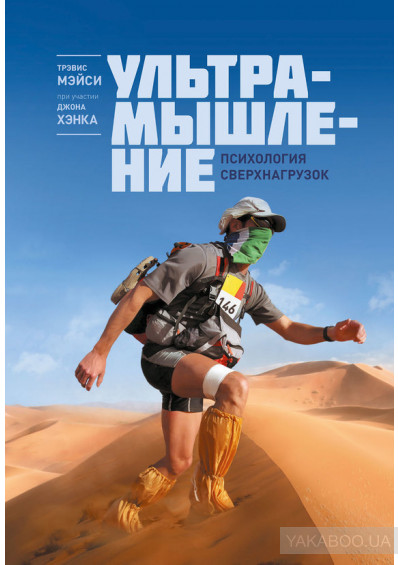 ТРЭВИС
МЭЙСИ
при участии
ДЖОНА
ХЭНКА
УЛЬТРА-
МЫШЛЕ-
НИЕ
ПСИХОЛОГИЯ
СВЕРХНАГРУЗОК
146
YAKABOO.UA